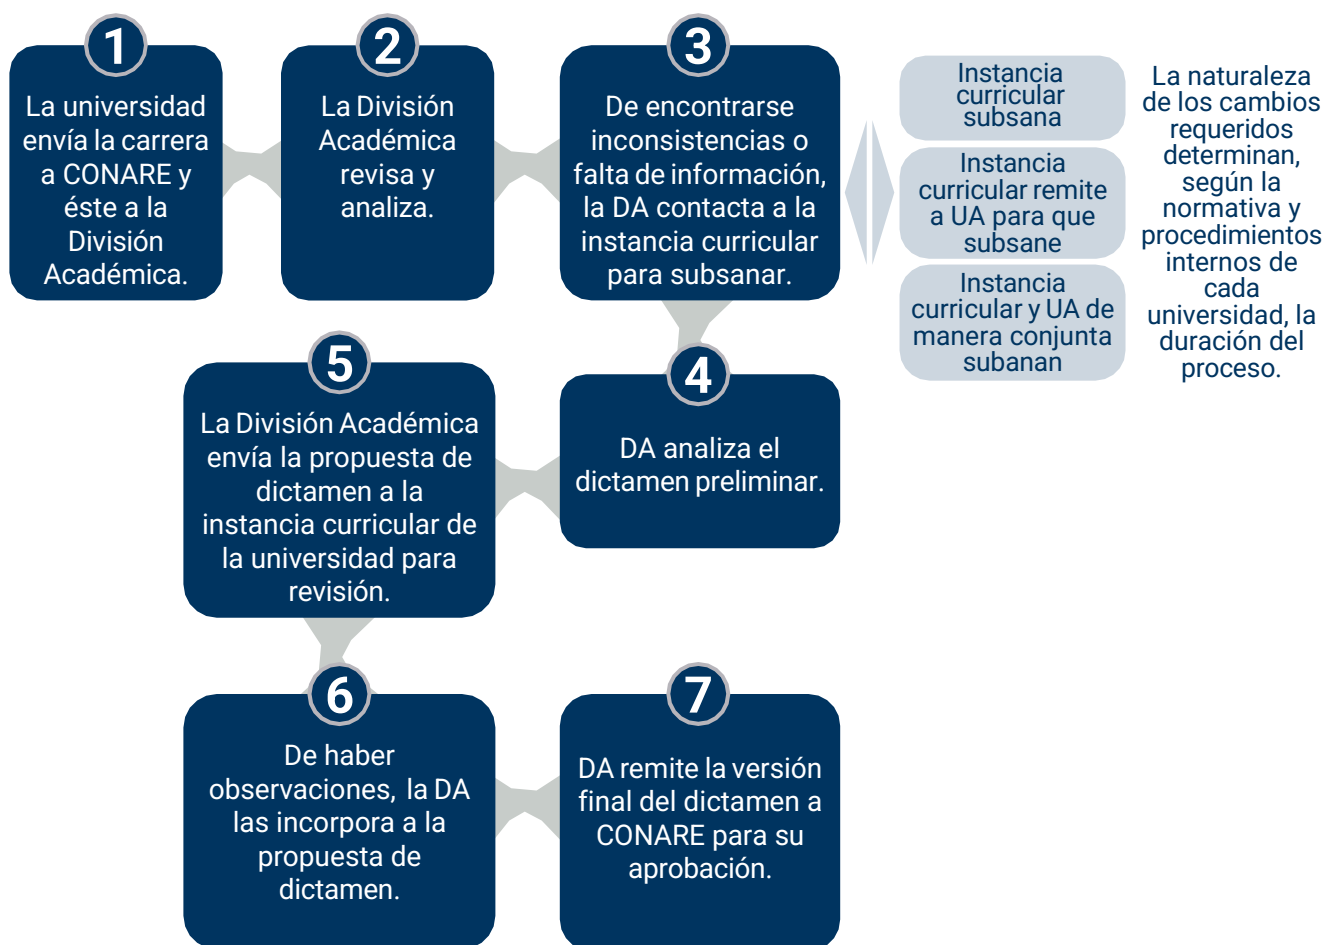 1
La universidad
envía la carrera
a CONARE y
éste a la
División
Académica.
2
La División
Académica
revisa y
analiza.
3
De encontrarse
inconsistencias o
falta de información,
la DA contacta a la
instancia curricular
para subsanar.
Instancia
curricular
subsana
Instancia
curricular remite
a UA para que
subsane
Instancia
curricular y UA de
manera conjunta
subanan
La naturaleza
de los cambios
requeridos
determinan,
según la
normativa y
procedimientos
internos de
cada
universidad, la
duración del
proceso.
4
DA analiza el
dictamen preliminar.
5
La División Académica
envía la propuesta de
dictamen a la
instancia curricular de
la universidad para
revisión.
6
De haber
observaciones, la DA
las incorpora a la
propuesta de
dictamen.
7
DA remite la versión
final del dictamen a
CONARE para su
aprobación.